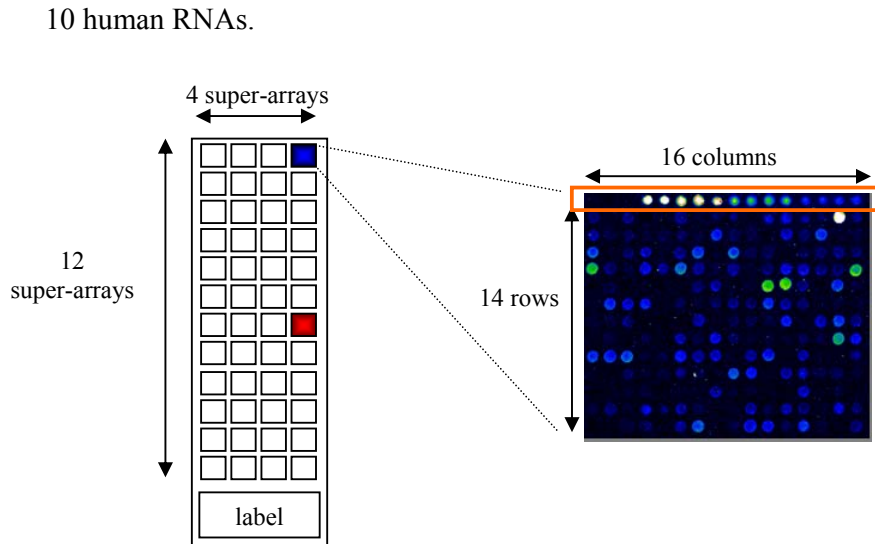 10 human RNAs.
4 super-arrays
16 columns
12
super-arrays
14 rows
label